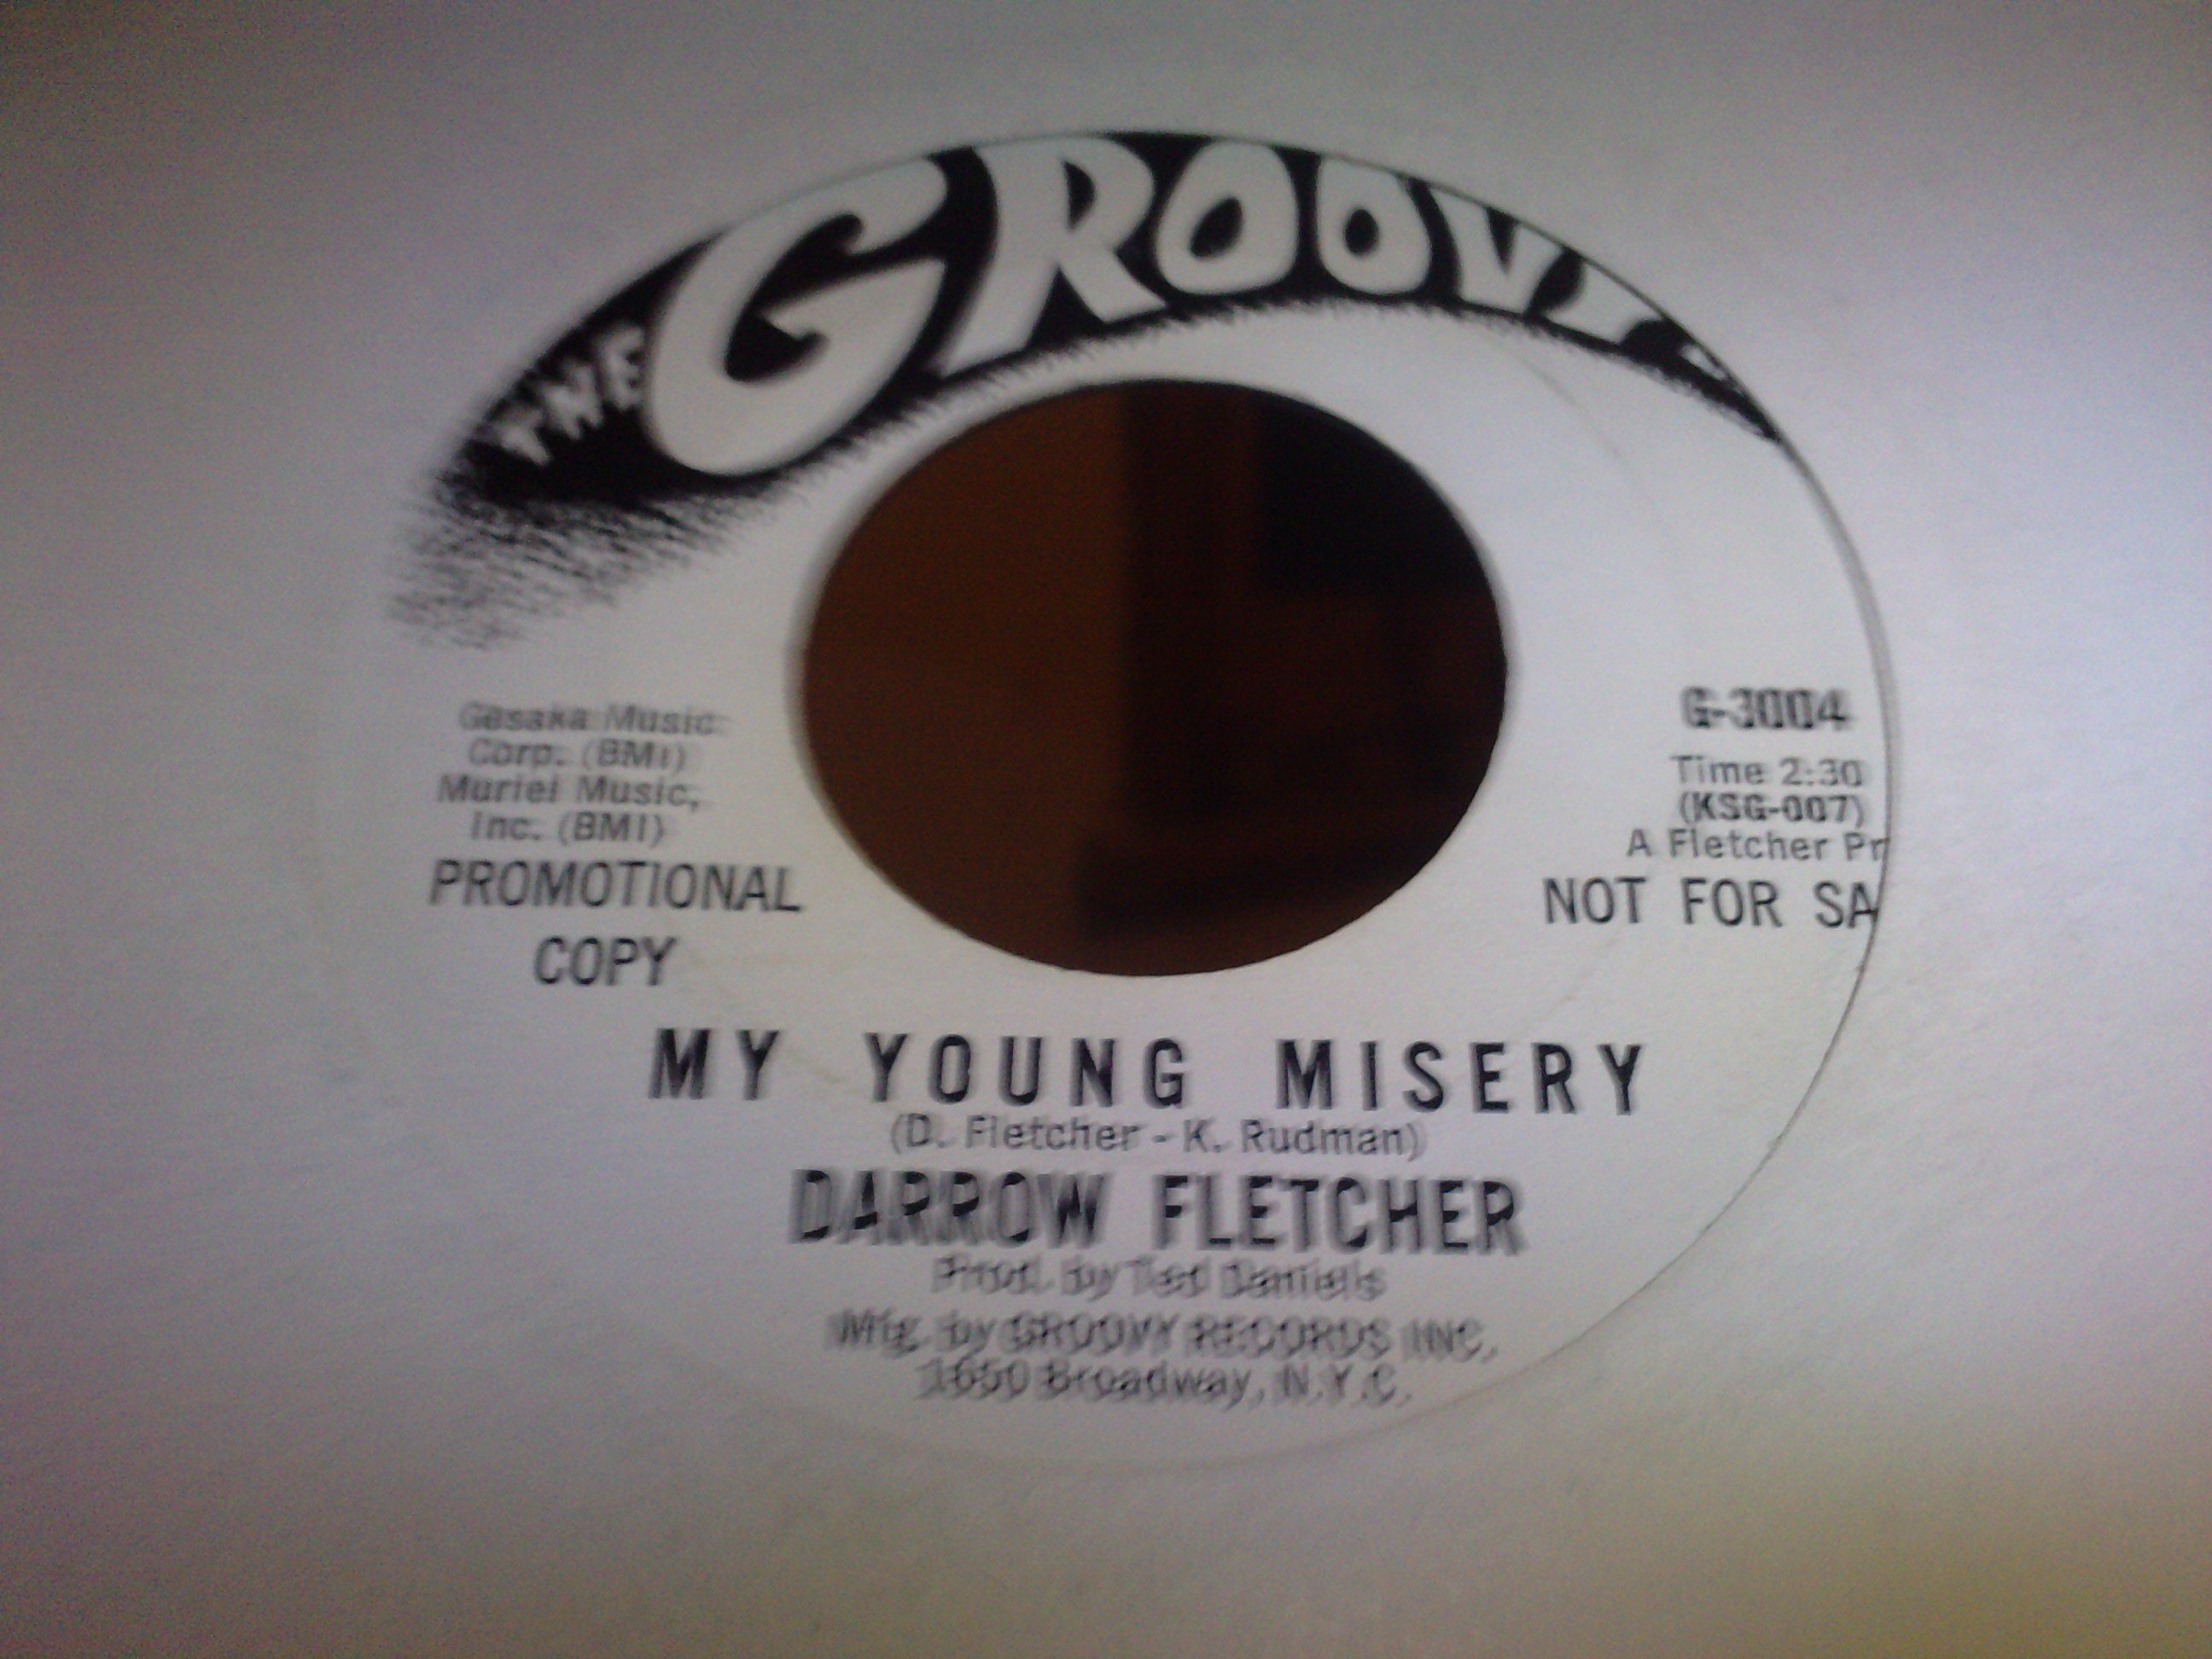 THE GROOVY
Gasaka Music
Corp. (BMI)
Muriel Music,
Inc. (BMI)
PROMOTIONAL
COPY
G-3004
Time 2:30
(KSG-007)
A Fletcher Pr
NOT FOR SA
MY YOUNG MISERY
(D. Fletcher - K. Rudman)
DARROW FLETCHER
Prod. by Ted Daniels
Mfg. by GROOVY RECORDS INC.
1650 Broadway, N.Y.C.